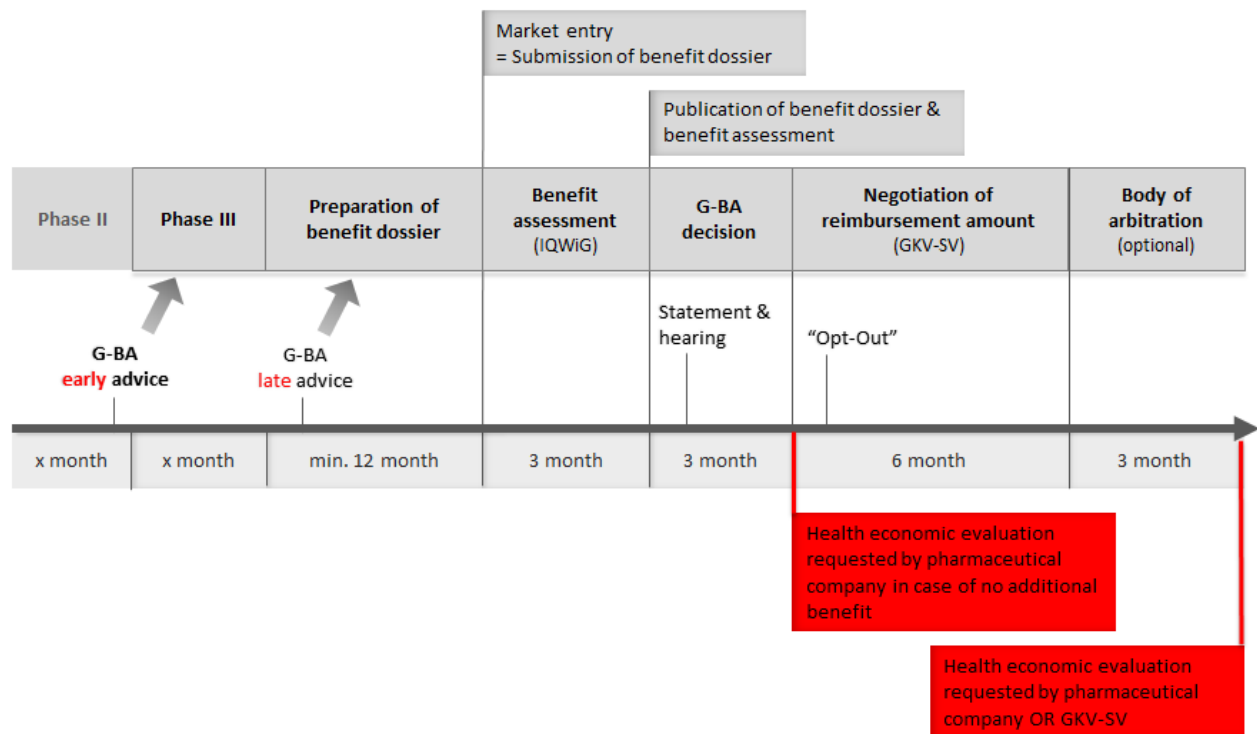 Market entry
= Submission of benefit dossier
Publication of benefit dossier &
benefit assessment
Phase II
Phase III
Preparation of
benefit dossier
Benefit
assessment
(IQWiG)
G-BA
decision
Negotiation of
reimbursement amount
(GKV-SV)
Body of
arbitration
(optional)
G-BA
early advice
G-BA
late advice
Statement &
hearing
“Opt-Out”
x month
x month
min. 12 month
3 month
3 month
6 month
3 month
Health economic evaluation
requested by pharmaceutical
company in case of no additional
benefit
Health economic evaluation
requested by pharmaceutical
company OR GKV-SV